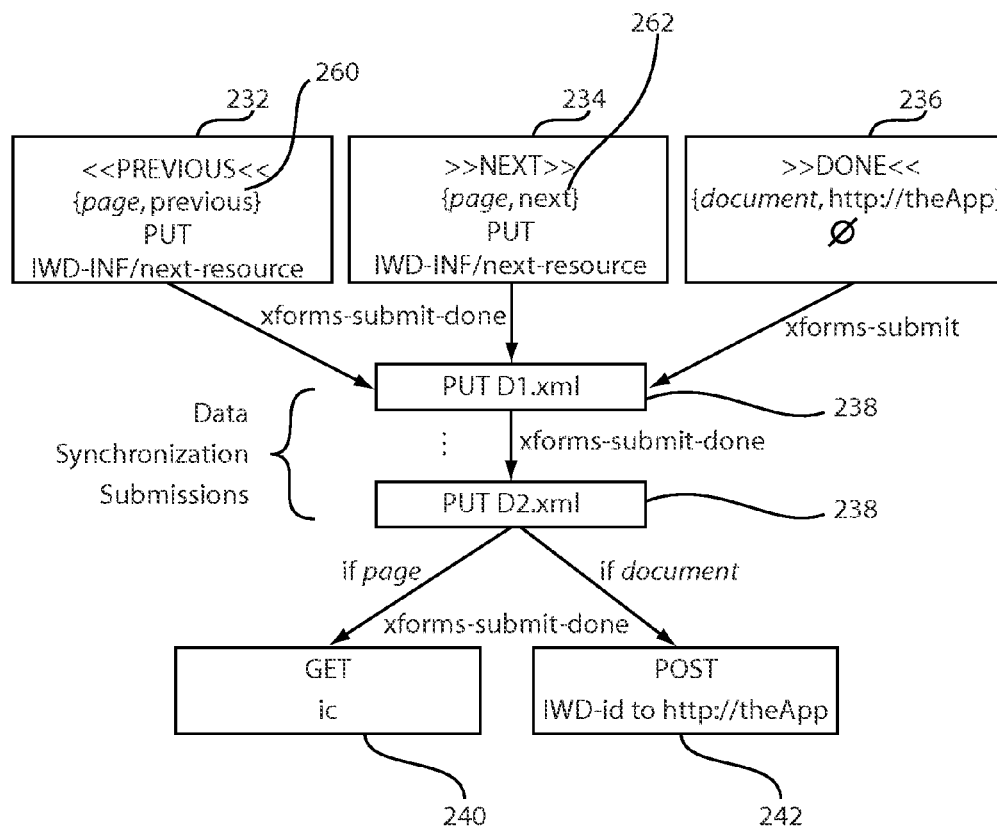 262
260
232
234
236
<<PREVIOUS<<
{page, previous}
PUT
IWD-INF/next-resource
>>NEXT>>
{page, next}
PUT
IWD-INF/next-resource
>>DONE<<
{document, http://theApp}
∅
xforms-submit-done
xforms-submit
PUT D1.xml
238
Data
Synchronization
Submissions
⋮
xforms-submit-done
PUT D2.xml
238
if page
if document
xforms-submit-done
GET
ic
POST
IWD-id to http://theApp
240
242